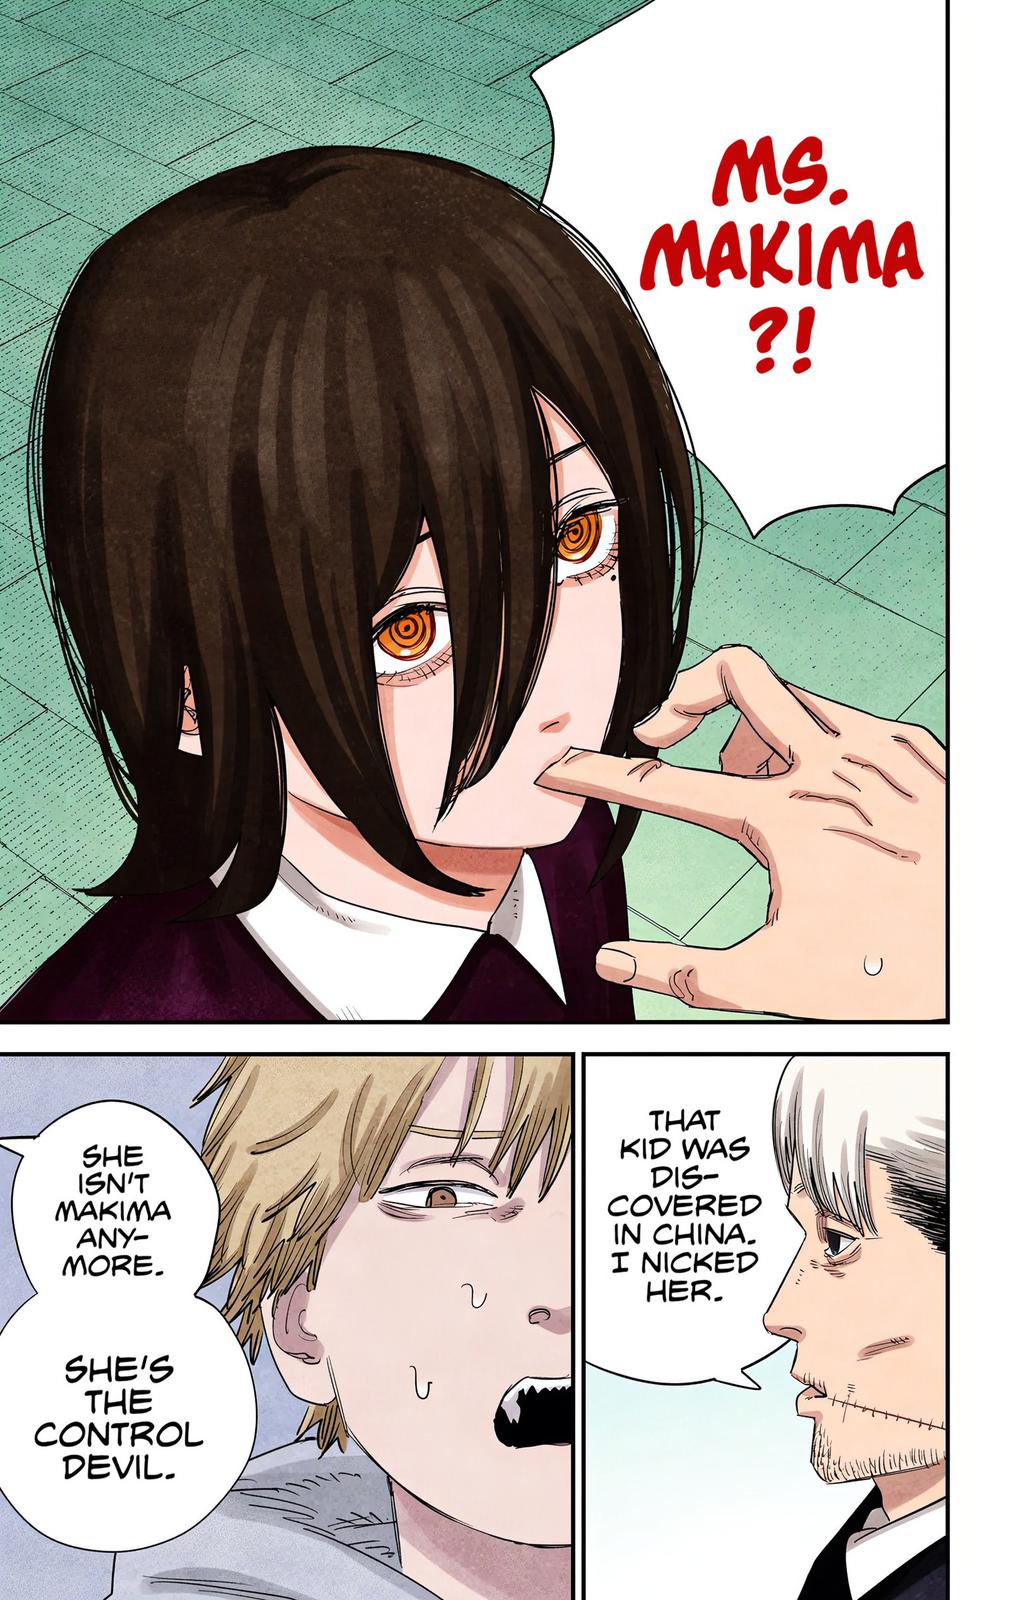 MS.
MAKIMA
?!
THAT
KID WAS
DIS-
COVERED
IN CHINA.
I NICKED
HER.
SHE
ISN'T
MAKIMA
ANY-
MORE.
SHE'S
THE
CONTROL
DEVIL.